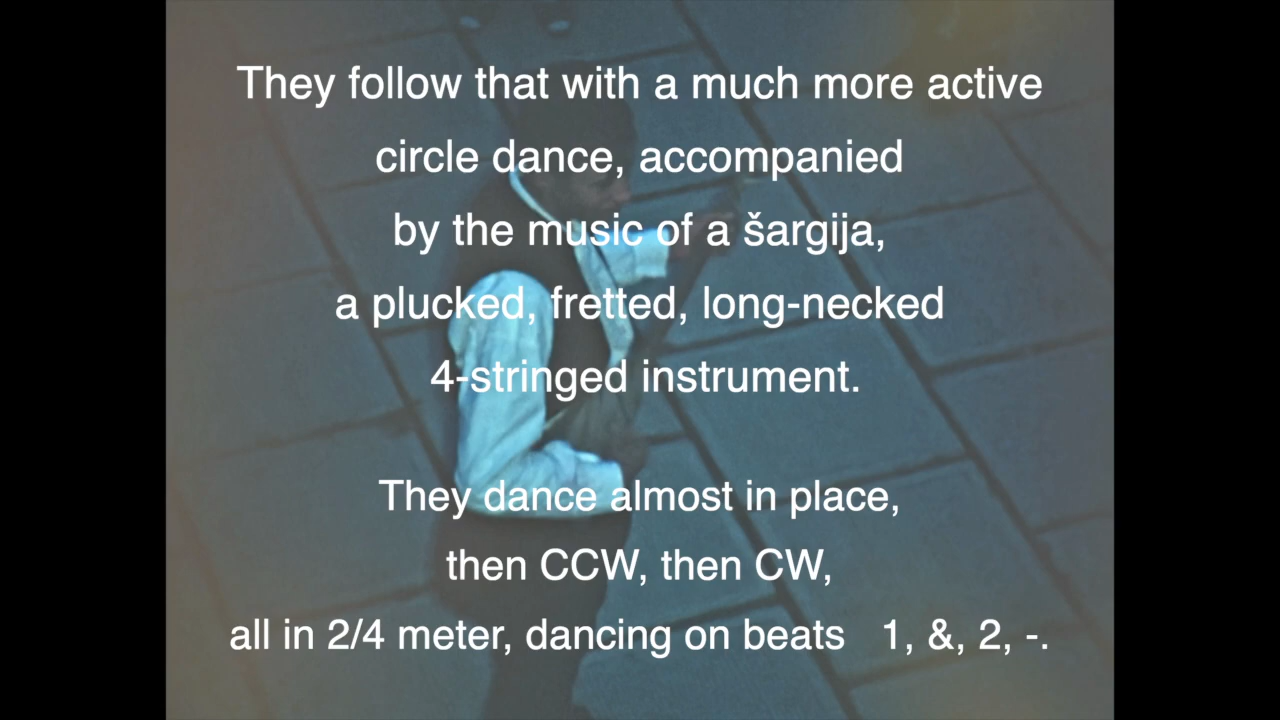 They follow that with a much more active
circle dance, accompanied
by the music of a šargija,
a plucked, fretted, long-necked
4-stringed instrument.
They dance almost in place,
then CCW, then CW,
all in 2/4 meter, dancing on beats 1, &, 2, -.